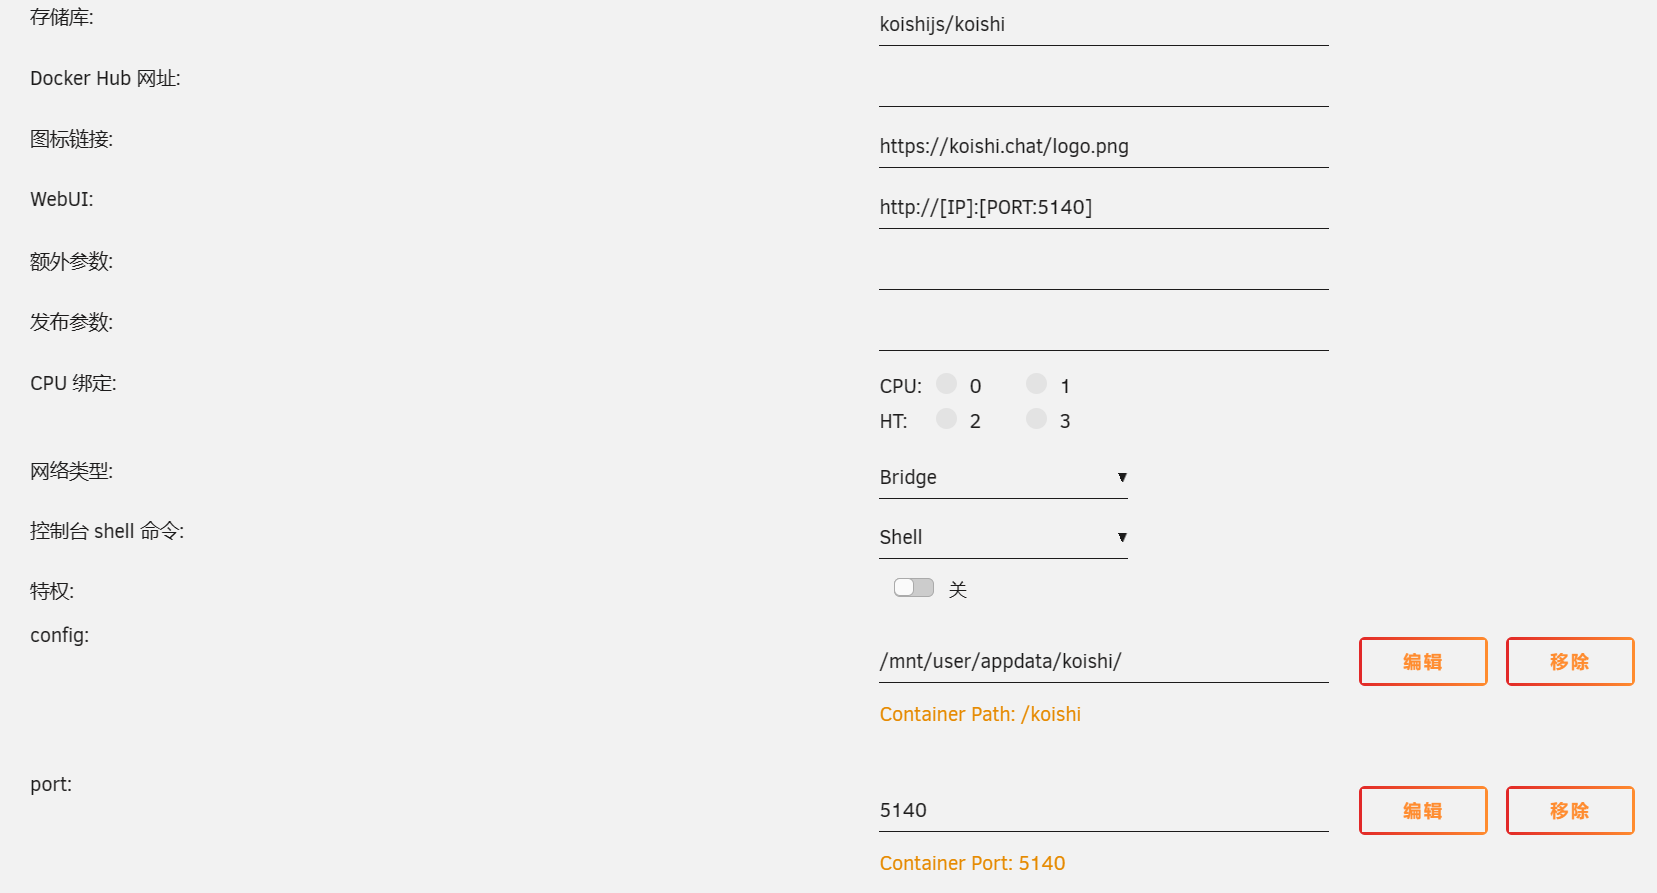 存储库:
koishijs/koishi
Docker Hub 网址:
图标链接:
https://koishi.chat/logo.png
WebUI:
http://[IP]:[PORT:5140]
额外参数:
发布参数:
CPU 绑定:
CPU: 0 1
HT: 2 3
网络类型:
Bridge
控制台 shell 命令:
Shell
特权:
关
config:
/mnt/user/appdata/koishi/
编辑 移除
Container Path: /koishi
port:
5140
编辑 移除
Container Port: 5140